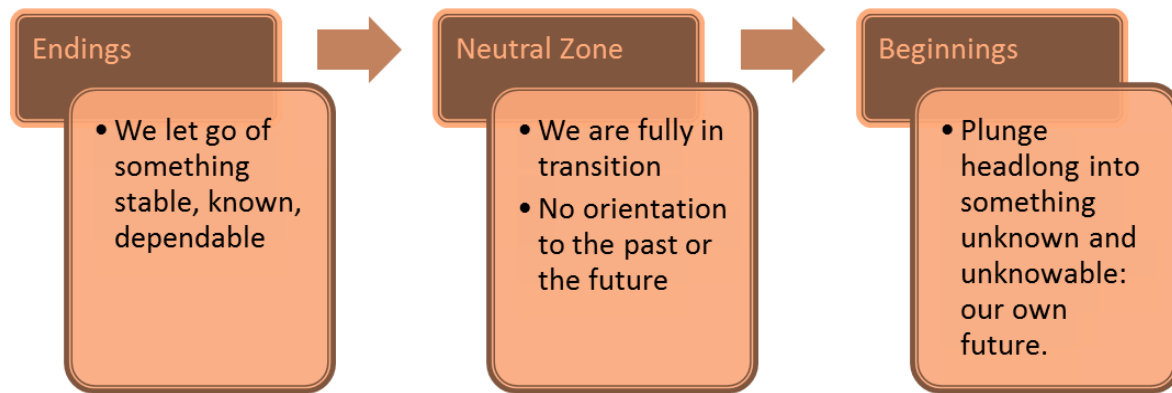 Endings
• We let go of
something
stable, known,
dependable
Neutral Zone
• We are fully in
transition
• No orientation
to the past or
the future
Beginnings
• Plunge
headlong into
something
unknown and
unknowable:
our own
future.